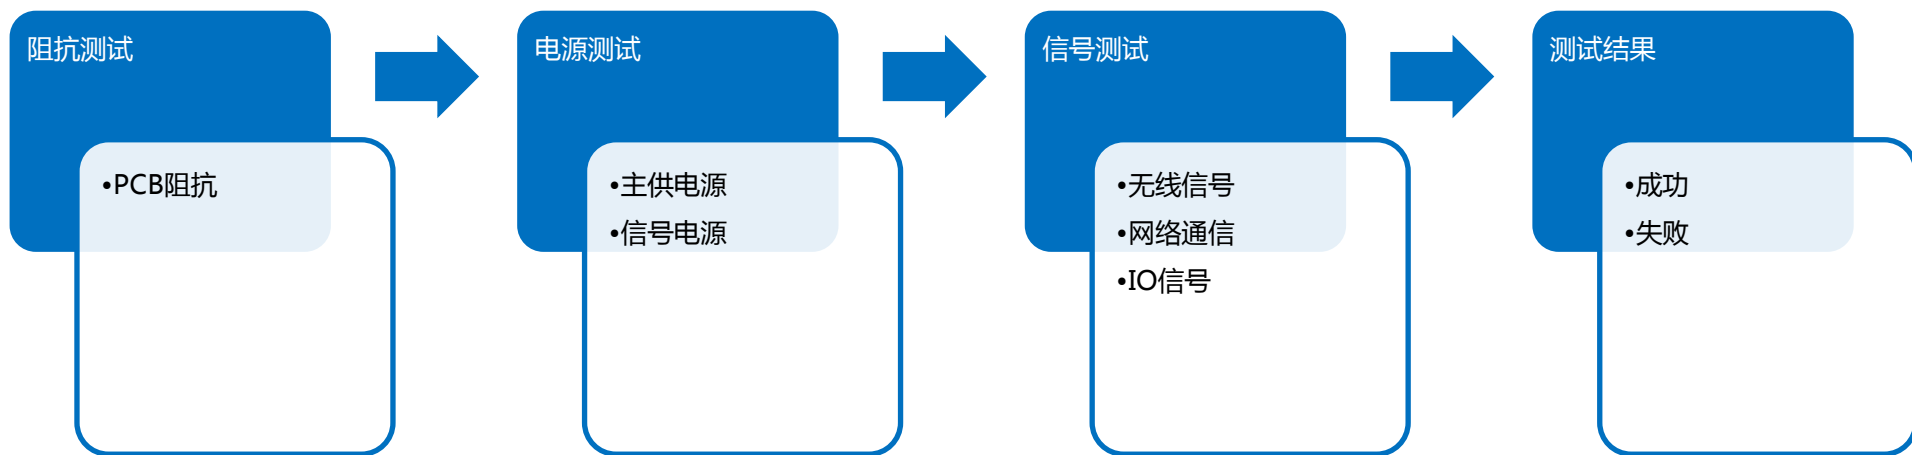 阻抗测试
•PCB阻抗
电源测试
•主供电源
•信号电源
信号测试
•无线信号
•网络通信
•IO信号
测试结果
•成功
•失败